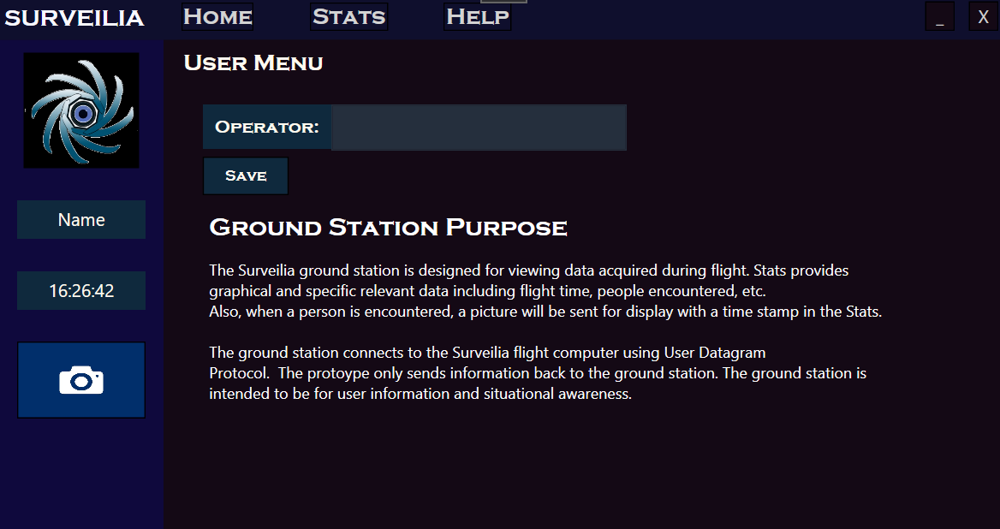 SURVEILIA
Home Stats Help _ X
User Menu
Operator:
Save
Name
16:26:42
Ground Station Purpose
The Surveilia ground station is designed for viewing data acquired during flight. Stats provides
graphical and specific relevant data including flight time, people encountered, etc.
Also, when a person is encountered, a picture will be sent for display with a time stamp in the Stats.
The ground station connects to the Surveilia flight computer using User Datagram
Protocol.  The protoype only sends information back to the ground station. The ground station is
intended to be for user information and situational awareness.